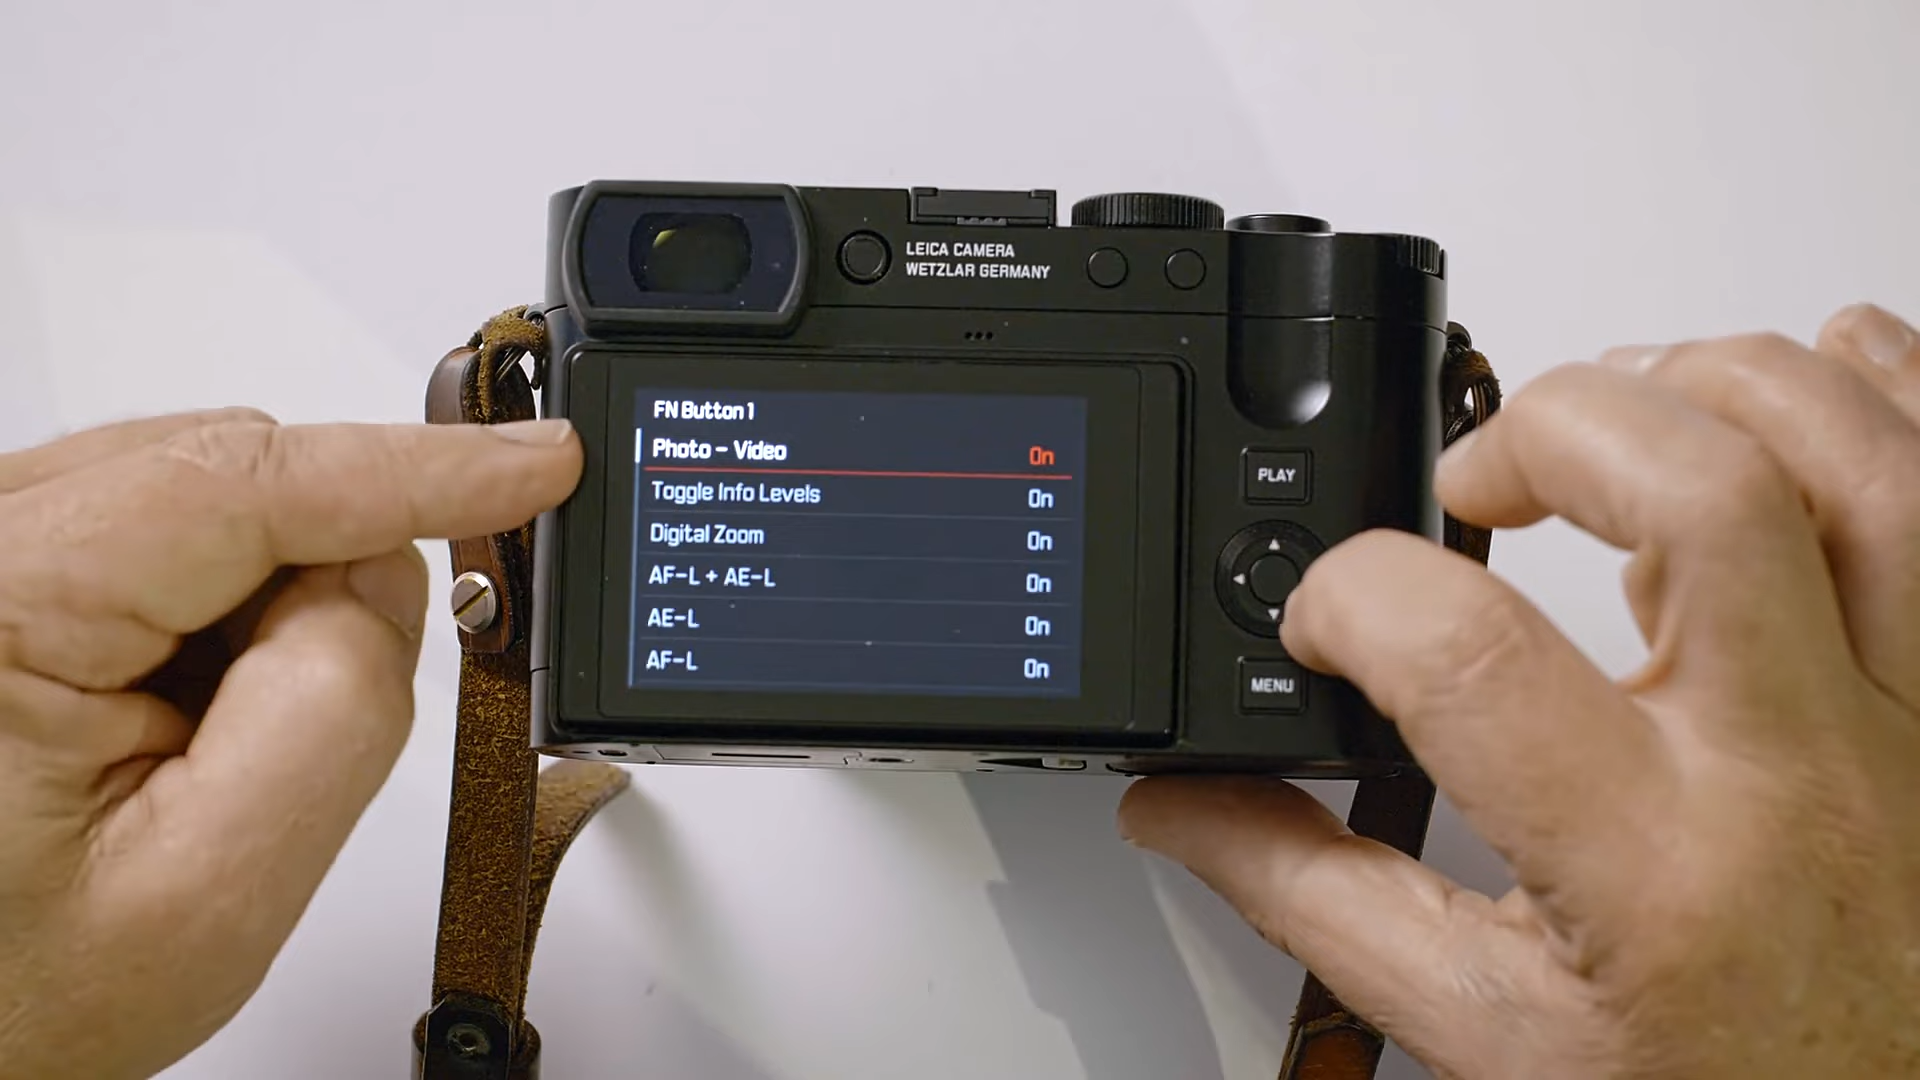 LEICA CAMERA
WETZLAR GERMANY
FN Button 1
Photo – Video On
Toggle Info Levels On
Digital Zoom On
AF-L + AE-L On
AE-L On
AF-L On
PLAY
MENU